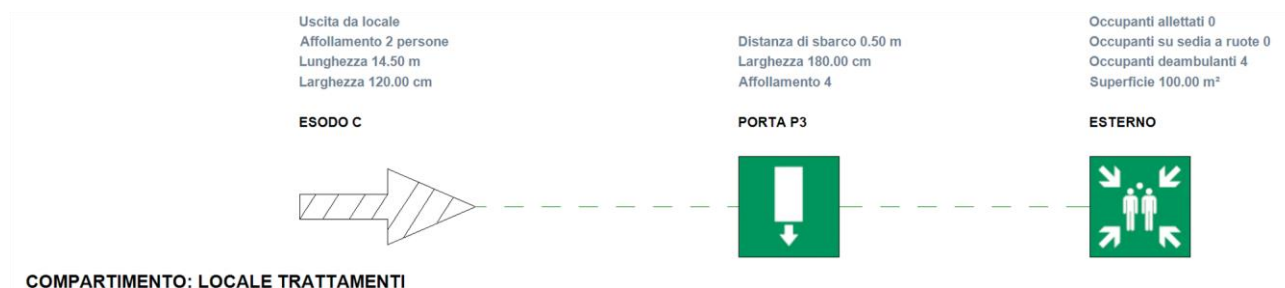 Uscita da locale
Affollamento 2 persone
Lunghezza 14.50 m
Larghezza 120.00 cm
ESODO C
Distanza di sbarco 0.50 m
Larghezza 180.00 cm
Affollamento 4
PORTA P3
Occupanti allettati 0
Occupanti su sedia a ruote 0
Occupanti deambulanti 4
Superficie 100.00 m²
ESTERNO
COMPARTIMENTO: LOCALE TRATTAMENTI